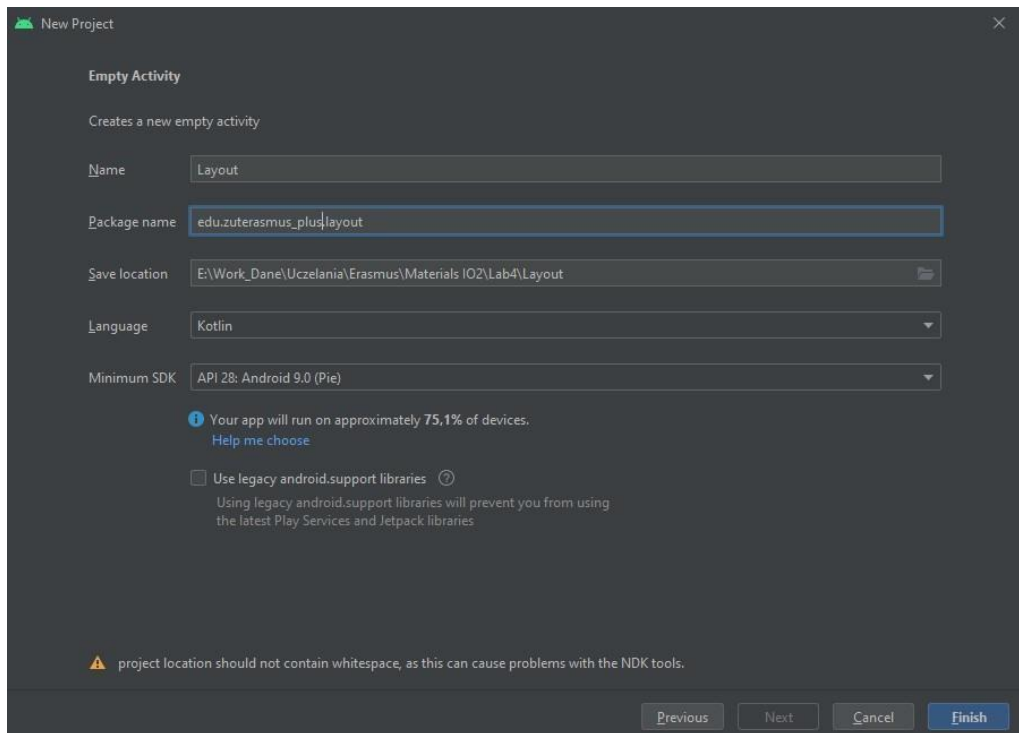 New Project
Empty Activity
Creates a new empty activity
Name Layout
Package name edu.zuterasmus_plus.layout
Save location E:\Work_Dane\Uczelania\Erasmus\Materials IO2\Lab4\Layout
Language Kotlin
Minimum SDK API 28: Android 9.0 (Pie)
Your app will run on approximately 75,1% of devices.
Help me choose
Use legacy android.support libraries ?
Using legacy android.support libraries will prevent you from using
the latest Play Services and Jetpack libraries
project location should not contain whitespace, as this can cause problems with the NDK tools.
Previous Next Cancel Finish